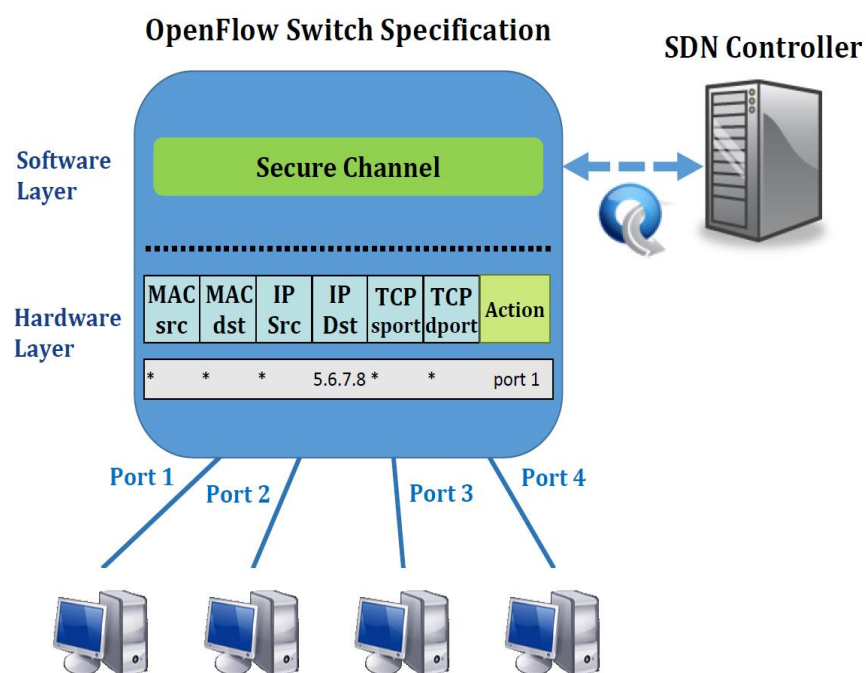 OpenFlow Switch Specification
SDN Controller
Software
Layer
Secure Channel
Hardware
Layer
MAC src
MAC dst
IP Src
IP Dst
TCP sport
TCP dport
Action
* * * 5.6.7.8 * * port 1
Port 1
Port 2
Port 3
Port 4